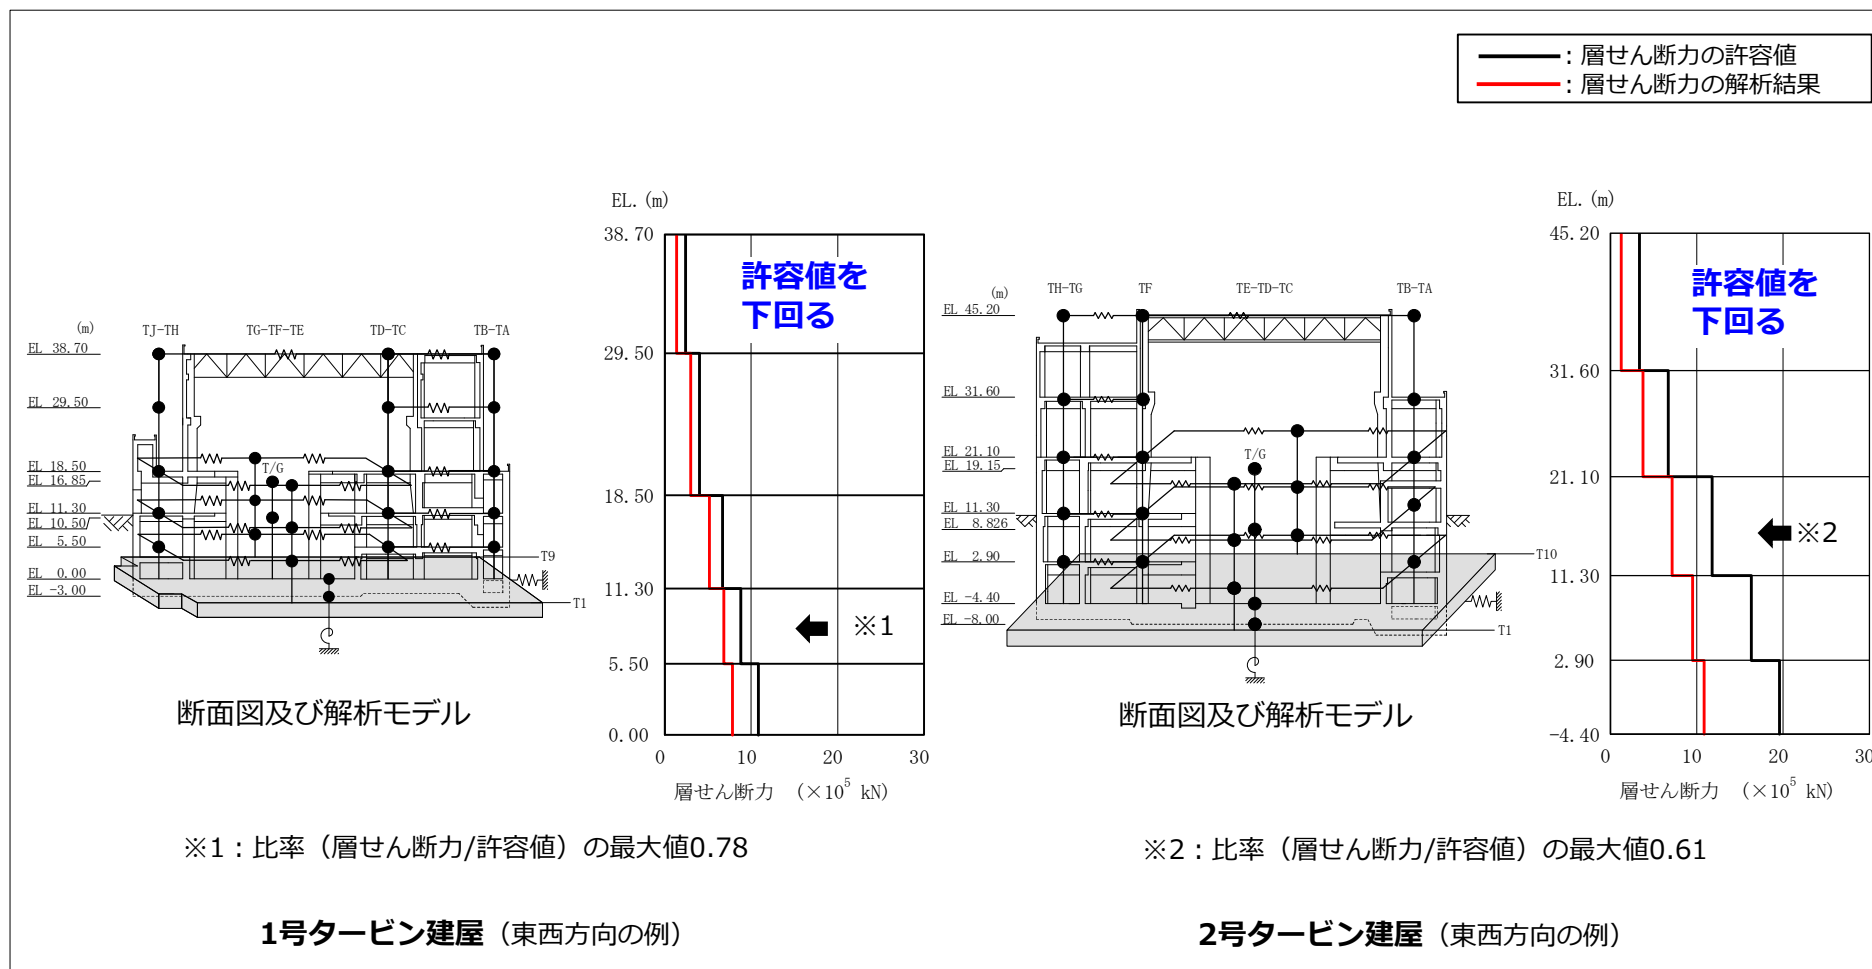 ：層せん断力の許容値
：層せん断力の解析結果
(m)
TJ-TH
TG-TF-TE
TD-TC
TB-TA
EL 38.70
EL 29.50
EL 18.50
EL 16.85
EL 11.30
EL 10.50
EL 5.50
EL 0.00
EL -3.00
T/G
T9
T1
断面図及び解析モデル
EL. (m)
38.70
29.50
18.50
11.30
5.50
0.00
許容値を
下回る
※1
0 10 20 30
層せん断力 （×10⁵ kN）
※1：比率（層せん断力/許容値）の最大値0.78
1号タービン建屋（東西方向の例）
(m)
TH-TG
TF
TE-TD-TC
TB-TA
EL 45.20
EL 31.60
EL 21.10
EL 19.15
EL 11.30
EL 8.826
EL 2.90
EL -4.40
EL -8.00
T/G
T10
T1
断面図及び解析モデル
EL. (m)
45.20
31.60
21.10
11.30
2.90
-4.40
許容値を
下回る
※2
0 10 20 30
層せん断力 （×10⁵ kN）
※2：比率（層せん断力/許容値）の最大値0.61
2号タービン建屋（東西方向の例）